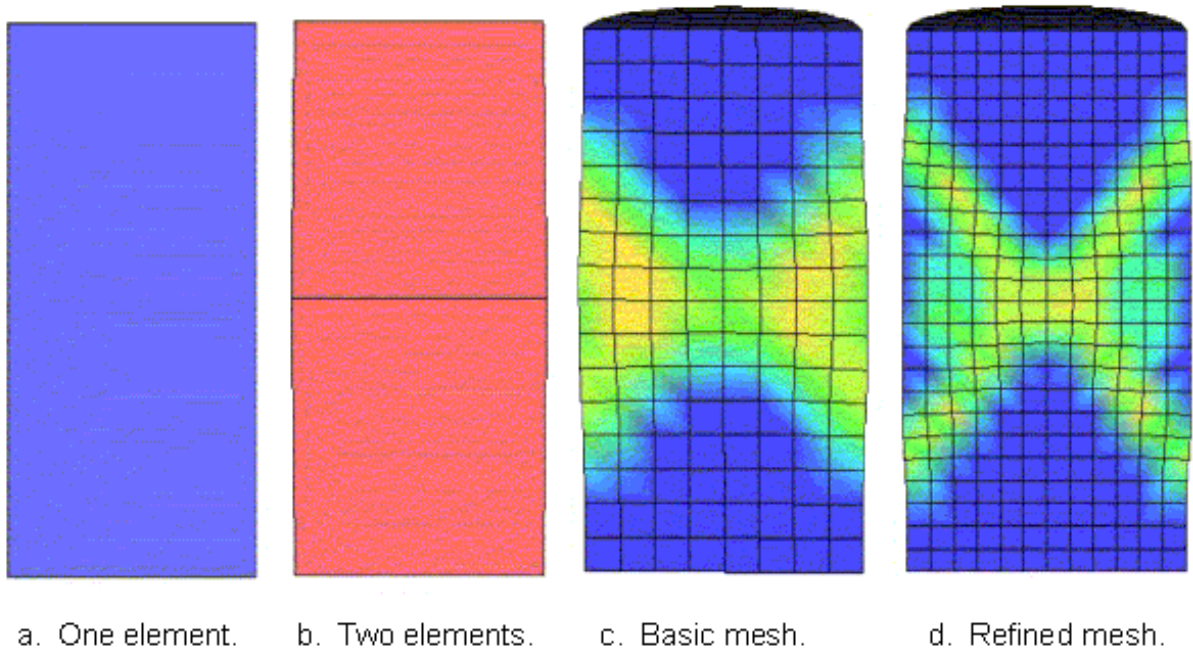 a. One element.
b. Two elements.
c. Basic mesh.
d. Refined mesh.